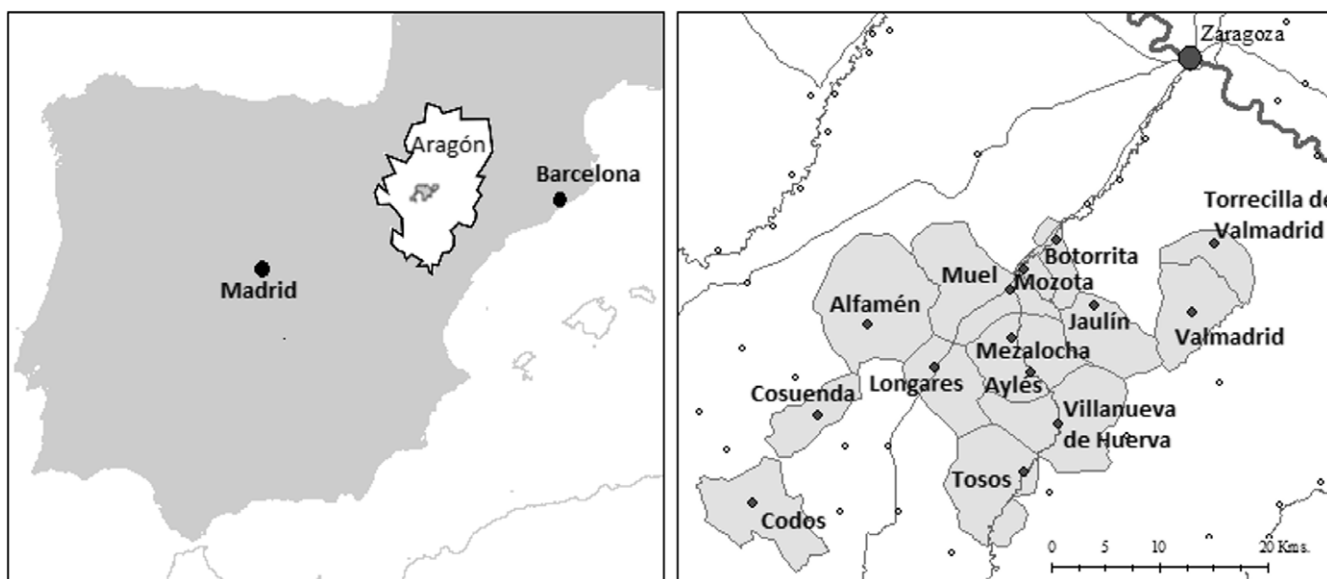 Aragón
Barcelona
Madrid
Zaragoza
Torrecilla de
Valmadrid
Botorrita
Muel
Mozota
Alfamén
Jaulín
Valmadrid
Mezalocha
Longares
Aylés
Cosuenda
Villanueva
de Huerva
Tosos
Codos
0 5 10 20 Kms.